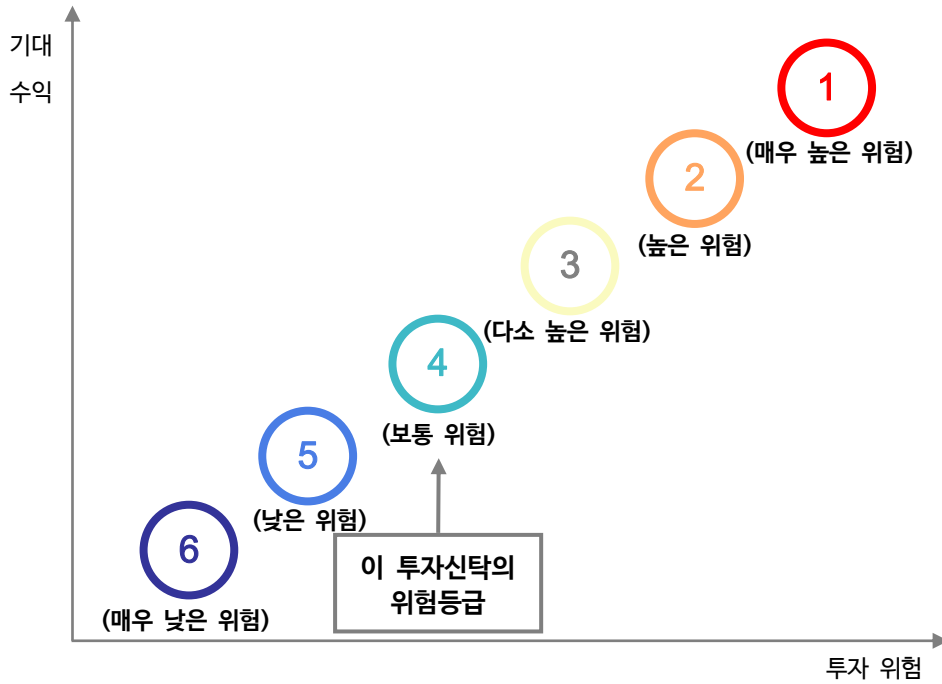 기대
수익
1
(매우 높은 위험)
2
(높은 위험)
3
(다소 높은 위험)
4
(보통 위험)
5
(낮은 위험)
6
(매우 낮은 위험)
이 투자신탁의
위험등급
투자 위험